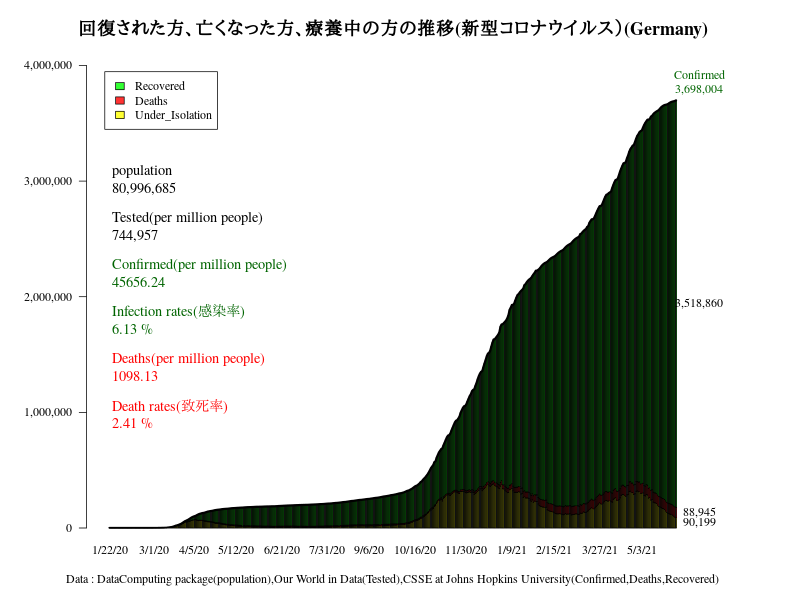 回復された方、亡くなった方、療養中の方の推移(新型コロナウイルス）(Germany)
4,000,000
3,000,000
2,000,000
1,000,000
0
Recovered
Deaths
Under_Isolation
population
80,996,685
Tested(per million people)
744,957
Confirmed(per million people)
45656.24
Infection rates(感染率)
6.13 %
Deaths(per million people)
1098.13
Death rates(致死率)
2.41 %
Confirmed
3,698,004
3,518,860
88,945
90,199
1/22/20 3/1/20 4/5/20 5/12/20 6/21/20 7/31/20 9/6/20 10/16/20 11/30/20 1/9/21 2/15/21 3/27/21 5/3/21
Data : DataComputing package(population),Our World in Data(Tested),CSSE at Johns Hopkins University(Confirmed,Deaths,Recovered)